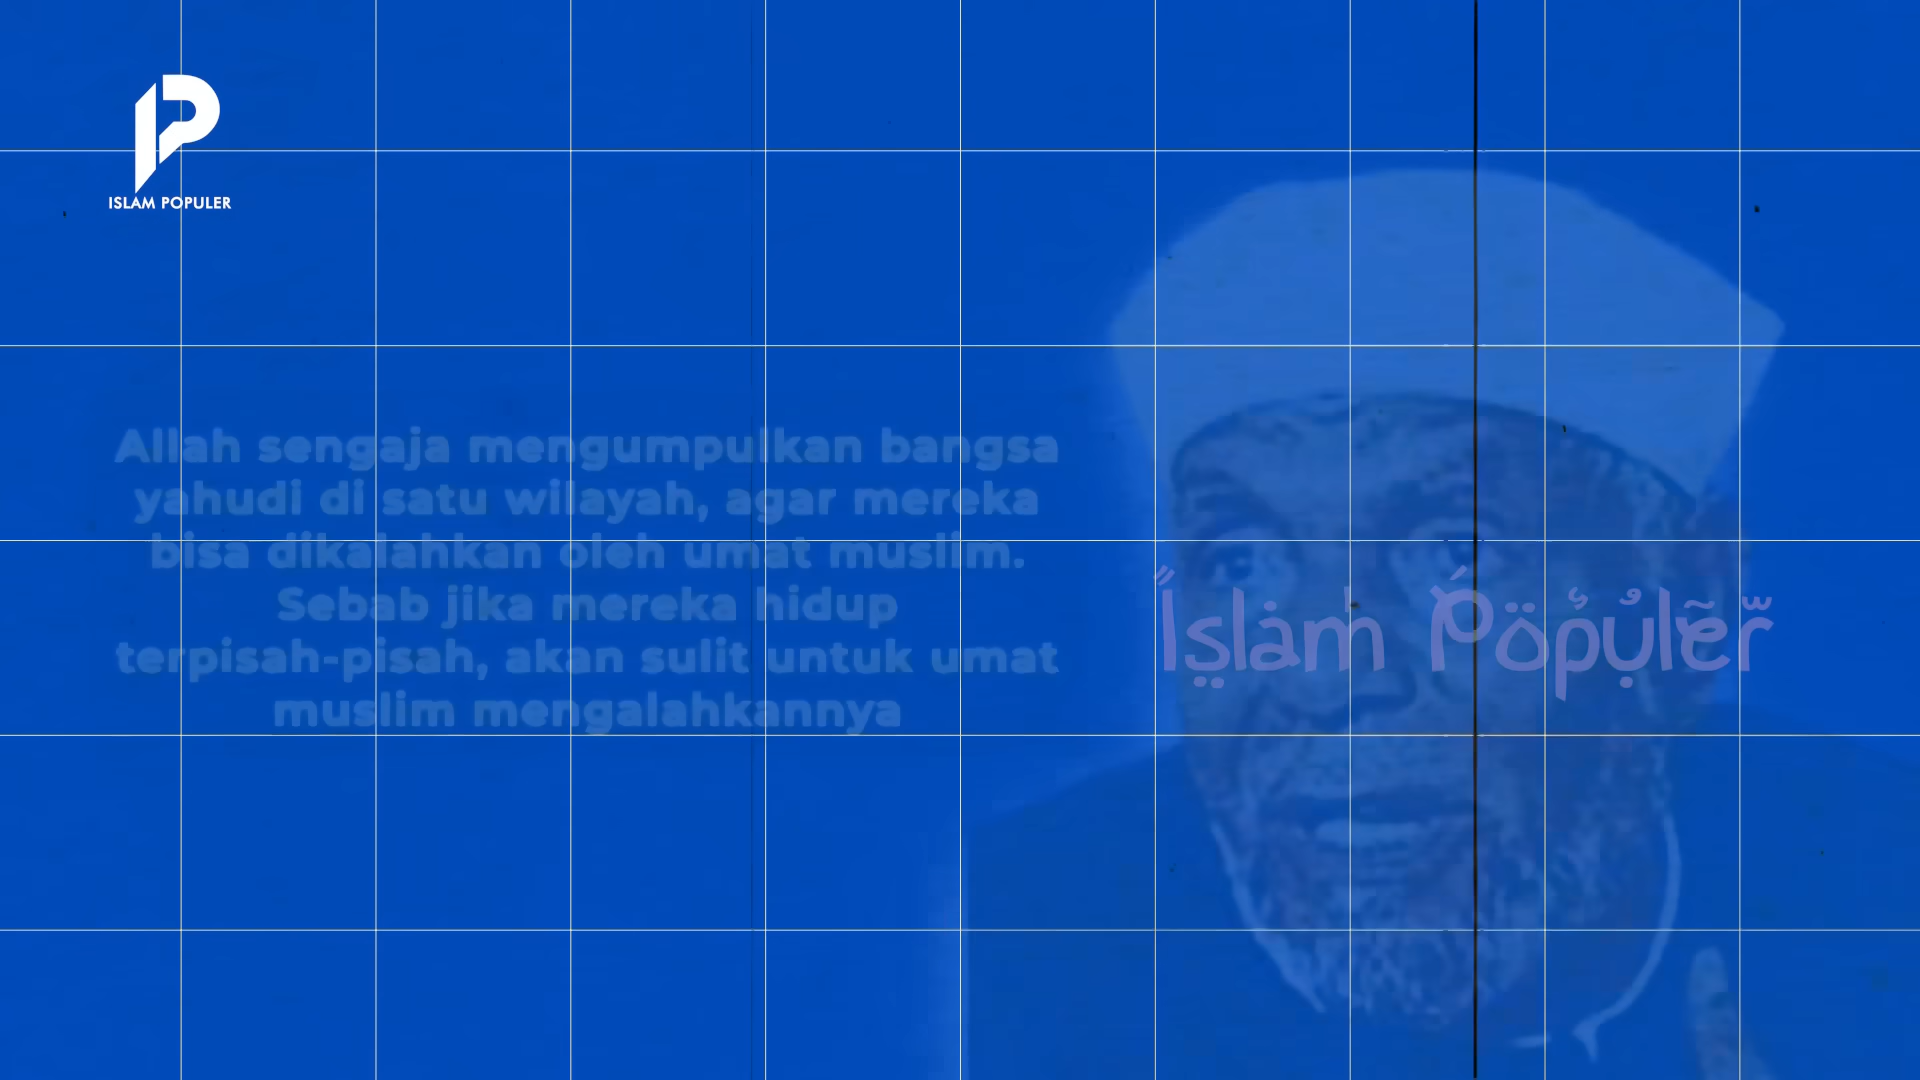 ISLAM POPULER
Allah sengaja mengumpulkan bangsa
yahudi di satu wilayah, agar mereka
bisa dikalahkan oleh umat muslim.
Sebab jika mereka hidup
terpisah-pisah, akan sulit untuk umat
muslim mengalahkannya
Islam Populer